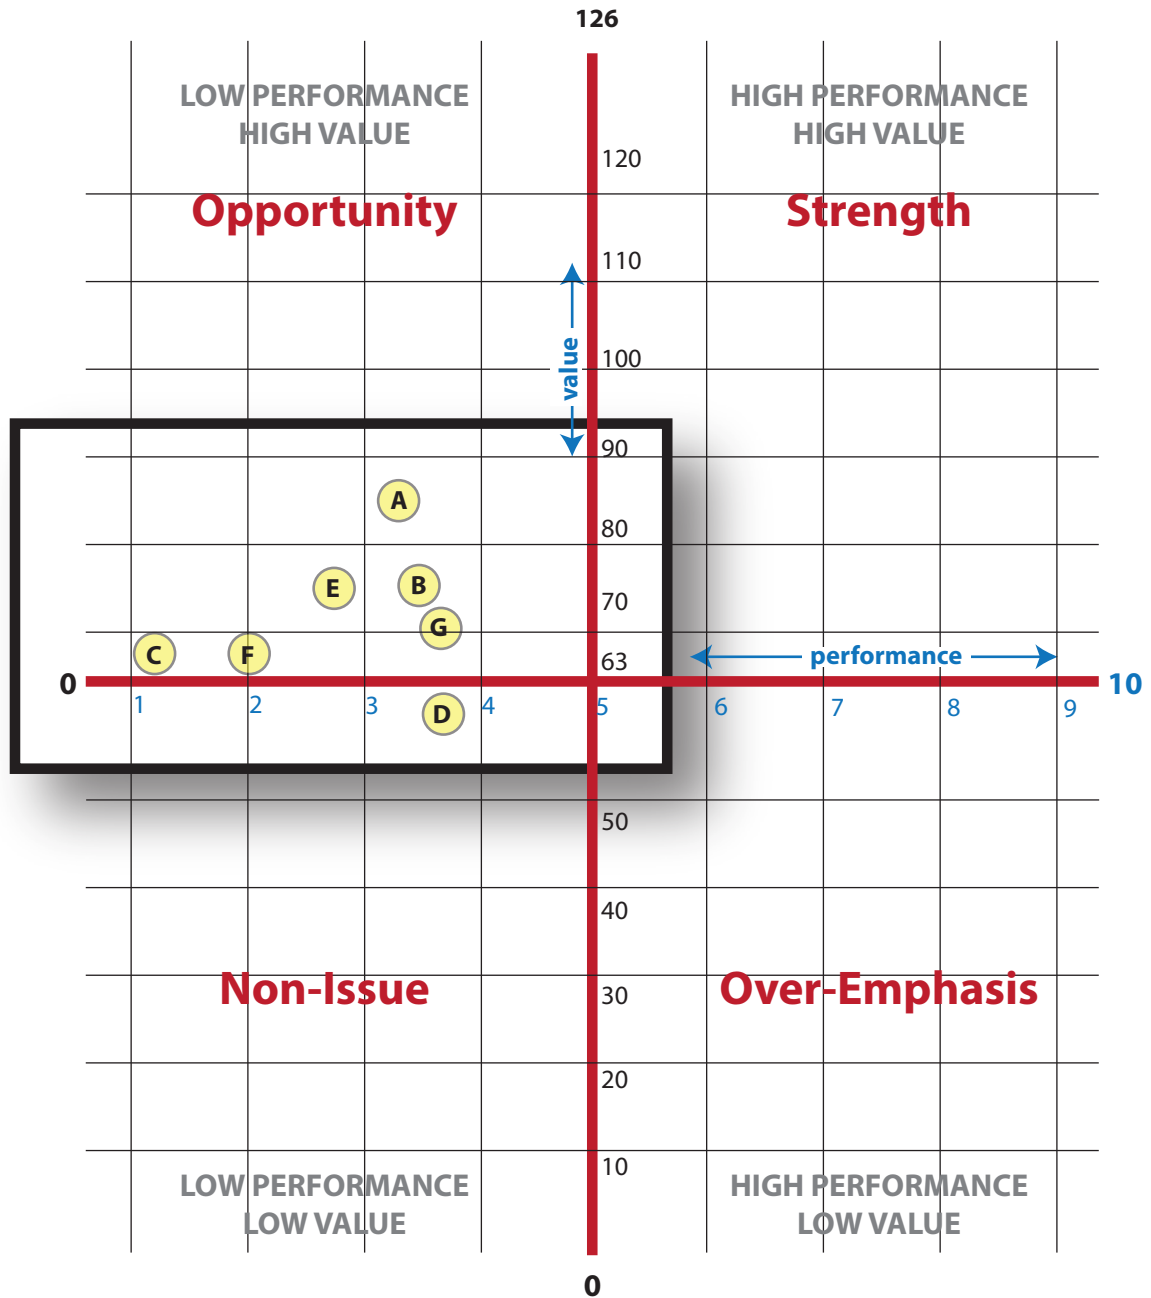 126
LOW PERFORMANCE
HIGH VALUE
HIGH PERFORMANCE
HIGH VALUE
120
Opportunity
Strength
110
value
100
90
A
80
E
B
70
G
C
F
63
performance
0
10
1
2
3
4
5
6
7
8
9
D
50
40
Non-Issue
30
Over-Emphasis
20
10
LOW PERFORMANCE
LOW VALUE
HIGH PERFORMANCE
LOW VALUE
0